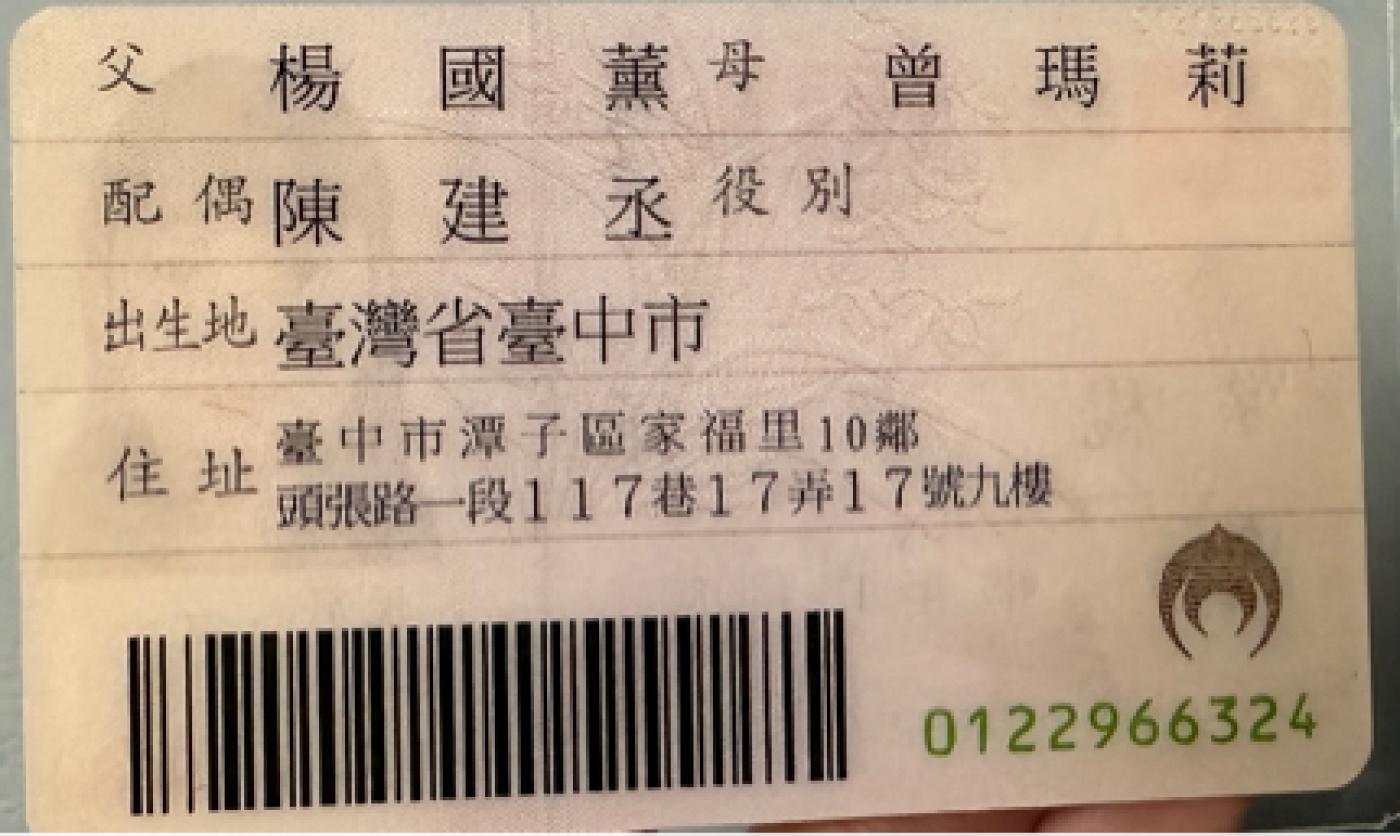 父 楊國薰 母 曾瑪莉
配偶 陳建丞 役別
出生地 臺灣省臺中市
住址 臺中市潭子區家福里10鄰
頭張路一段117巷17弄17號九樓
0122966324